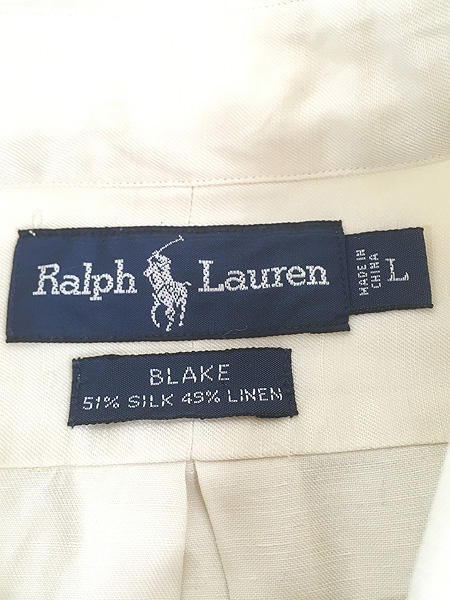 Ralph Lauren
MADE IN
CHINA
L
BLAKE
51% SILK 49% LINEN